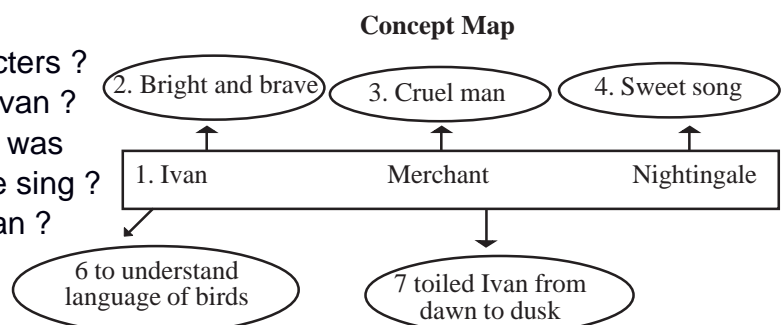 Concept Map
cters ?
van ?
was
e sing ?
an ?
2. Bright and brave
3. Cruel man
4. Sweet song
1. Ivan Merchant Nightingale
6 to understand
language of birds
7 toiled Ivan from
dawn to dusk